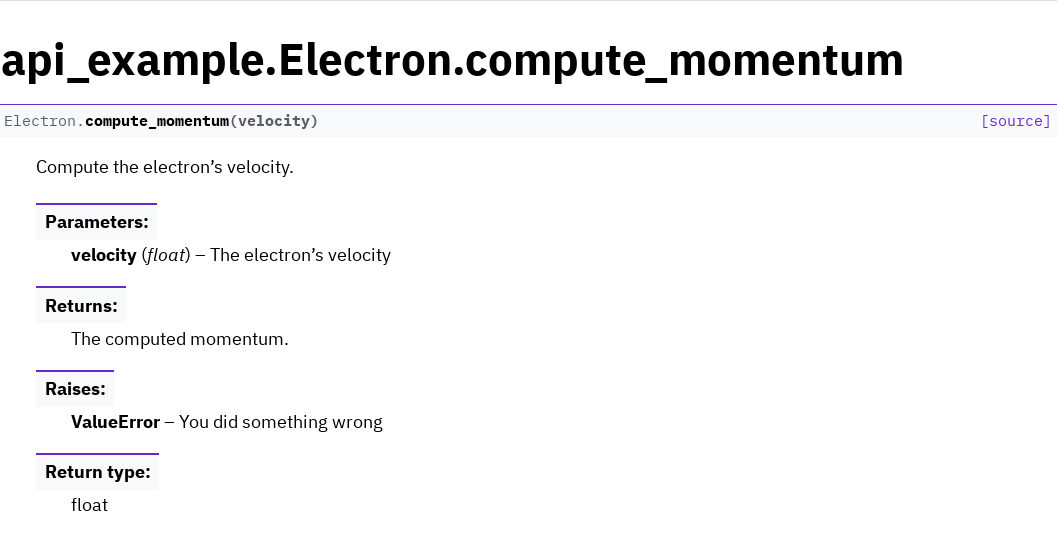 api_example.Electron.compute_momentum
Electron.compute_momentum(velocity) [source]
Compute the electron’s velocity.
Parameters:
velocity (float) – The electron’s velocity
Returns:
The computed momentum.
Raises:
ValueError – You did something wrong
Return type:
float